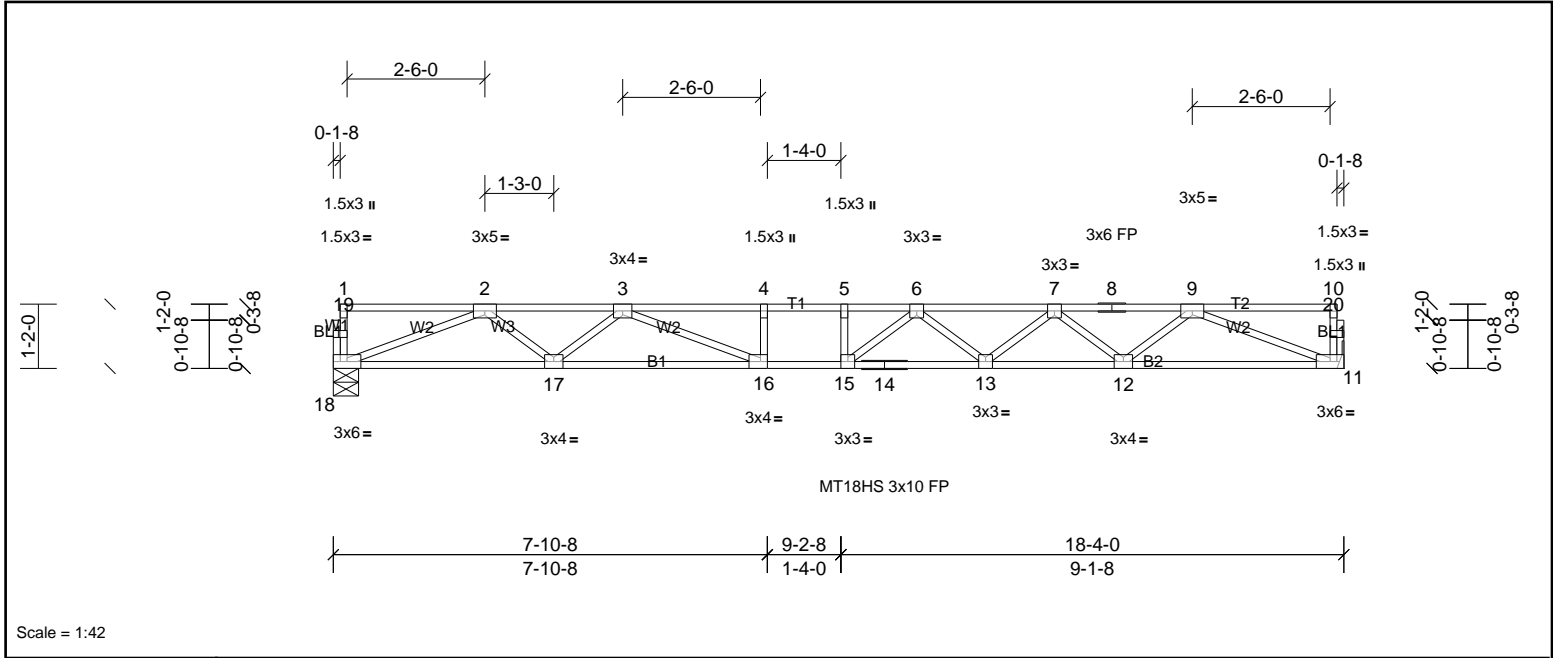 2-6-0
2-6-0
2-6-0
0-1-8
1-4-0
0-1-8
1-3-0
3x5=
1.5x3 II
1.5x3 II
1.5x3=
1.5x3=
3x5=
1.5x3 II
3x3=
3x6 FP
3x4=
3x3=
1.5x3 II
1 2 3 4 5 6 7 8 9 10
19 T1 T2 20
1-2-0
1-2-0
0-3-8
0-10-8
0-10-8
BL1 W1 W2 W3 W2 W2 BL1
B1 B2
1-2-0
0-3-8
0-10-8
0-10-8
18 17 16 15 14 13 12 11
3x6=
3x4=
3x4=
3x3=
3x3=
3x4=
3x6=
MT18HS 3x10 FP
7-10-8 9-2-8 18-4-0
7-10-8 1-4-0 9-1-8
Scale = 1:42